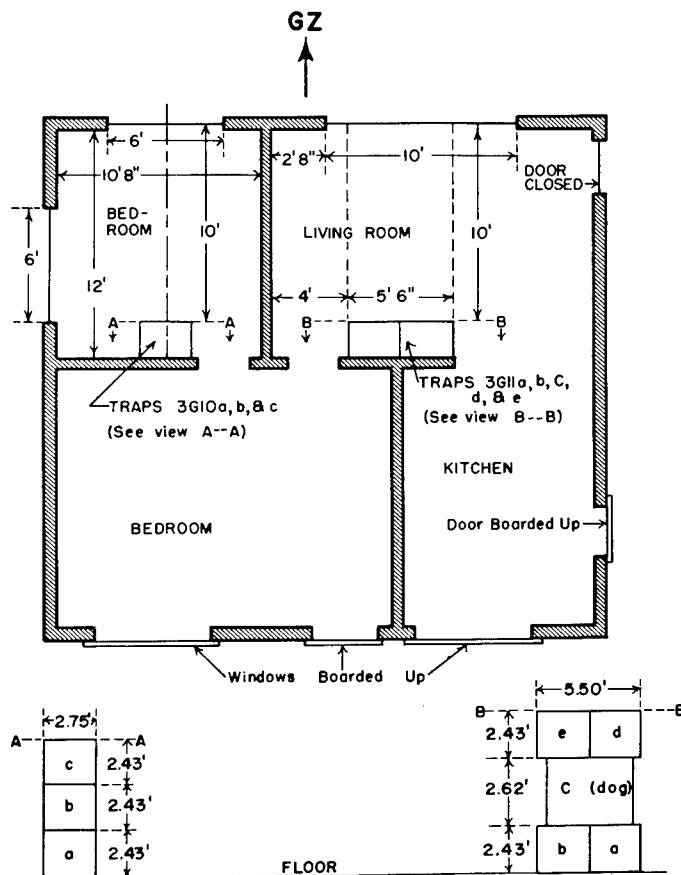 GZ
6'
10' 8"
BED-
ROOM
6'
12'
10'
2' 8"
10'
DOOR
CLOSED
LIVING ROOM
10'
4'
5' 6"
A A
B B
TRAPS 3G10a, b, & c
(See view A--A)
TRAPS 3G11a, b, C,
d, & e
(See view B--B)
KITCHEN
BEDROOM
Door Boarded Up
Windows Boarded Up
2.75'
A A
c 2.43'
b 2.43'
a 2.43'
FLOOR
5.50'
B B
2.43' e d
2.62' C (dog)
2.43' b a